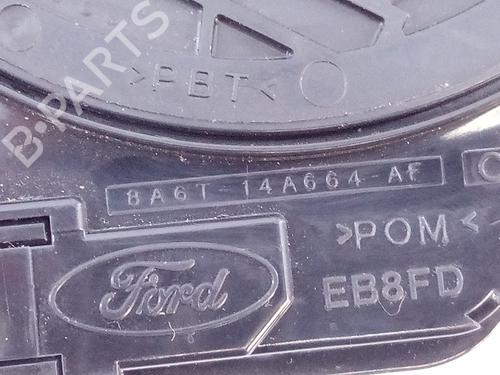 B-PARTS
>PBT<
8A6T-14A664-AF
>POM<
Ford
EB8FD